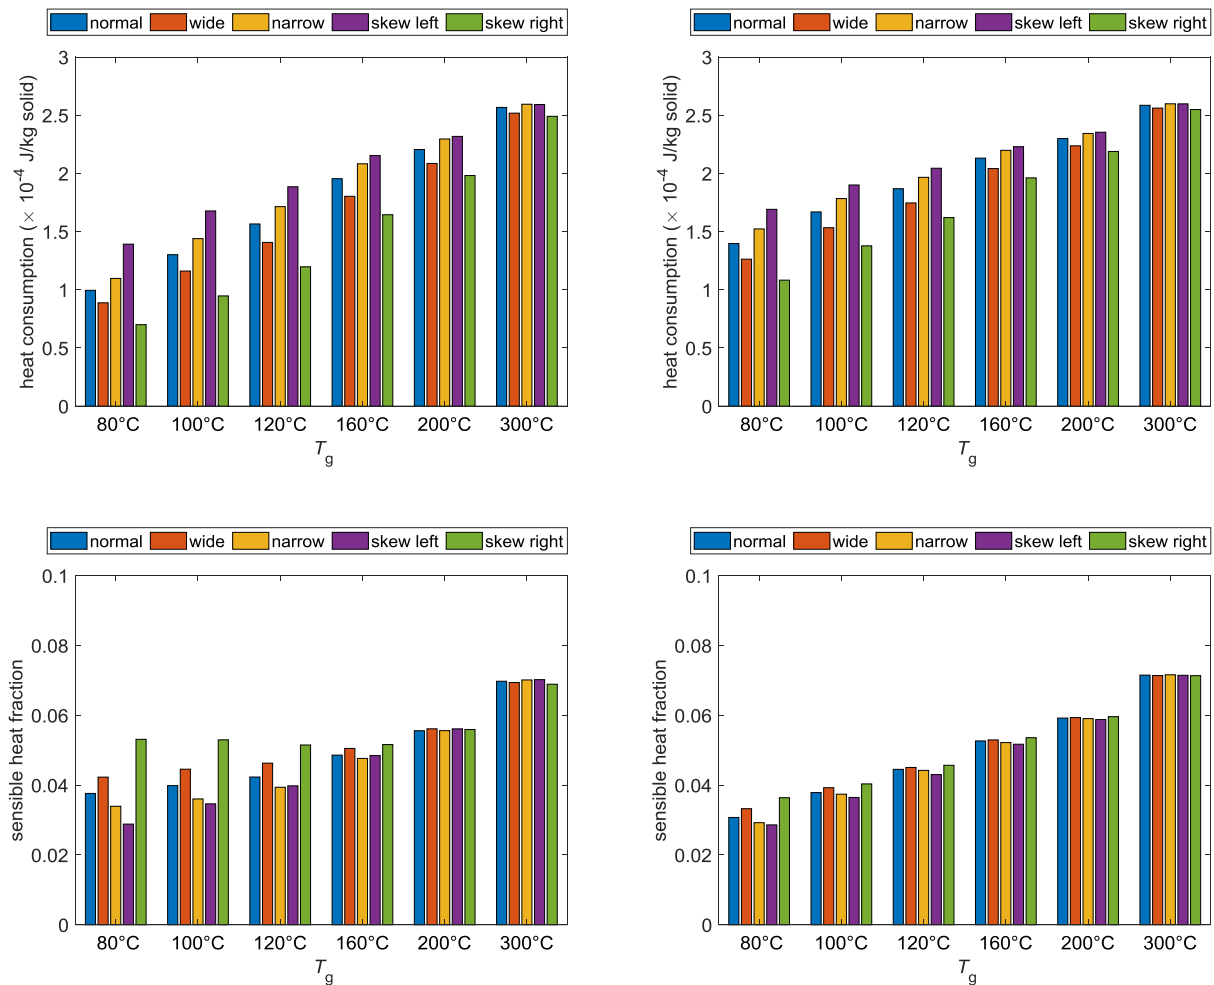 normal wide narrow skew left skew right
heat consumption (× 10-4 J/kg solid)
3
2.5
2
1.5
1
0.5
0
80°C 100°C 120°C 160°C 200°C 300°C
Tg
normal wide narrow skew left skew right
heat consumption (× 10-4 J/kg solid)
3
2.5
2
1.5
1
0.5
0
80°C 100°C 120°C 160°C 200°C 300°C
Tg
normal wide narrow skew left skew right
sensible heat fraction
0.1
0.08
0.06
0.04
0.02
0
80°C 100°C 120°C 160°C 200°C 300°C
Tg
normal wide narrow skew left skew right
sensible heat fraction
0.1
0.08
0.06
0.04
0.02
0
80°C 100°C 120°C 160°C 200°C 300°C
Tg